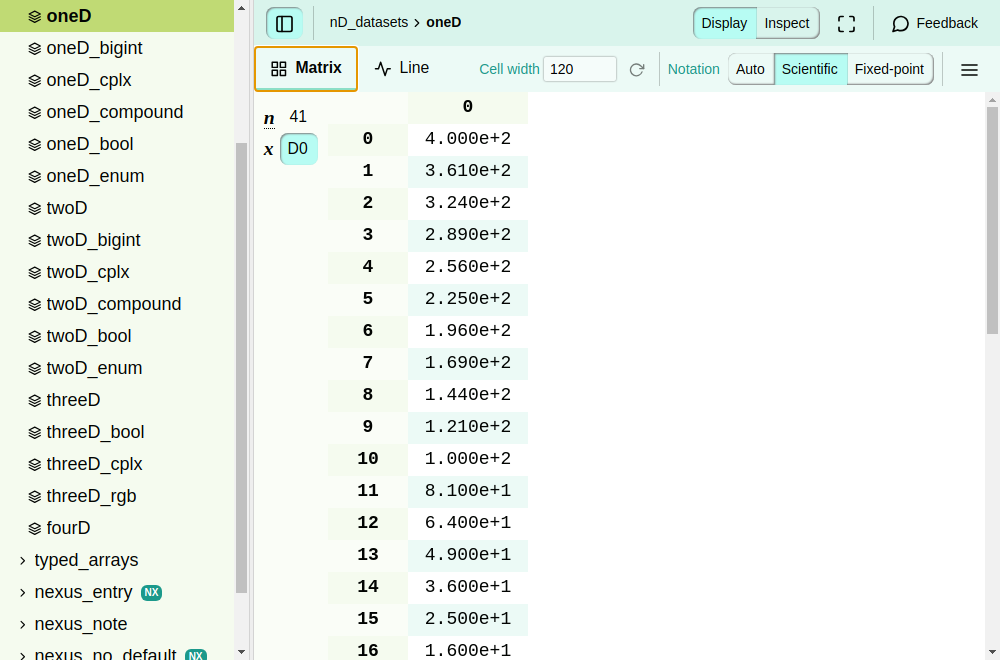 oneD
oneD_bigint
oneD_cplx
oneD_compound
oneD_bool
oneD_enum
twoD
twoD_bigint
twoD_cplx
twoD_compound
twoD_bool
twoD_enum
threeD
threeD_bool
threeD_cplx
threeD_rgb
fourD
typed_arrays
nexus_entry NX
nexus_note
nexus_no_default NX
nD_datasets oneD
Display Inspect Feedback
Matrix Line Cell width 120 Notation Auto Scientific Fixed-point
n 41
x D0
0
0 4.000e+2
1 3.610e+2
2 3.240e+2
3 2.890e+2
4 2.560e+2
5 2.250e+2
6 1.960e+2
7 1.690e+2
8 1.440e+2
9 1.210e+2
10 1.000e+2
11 8.100e+1
12 6.400e+1
13 4.900e+1
14 3.600e+1
15 2.500e+1
16 1.600e+1